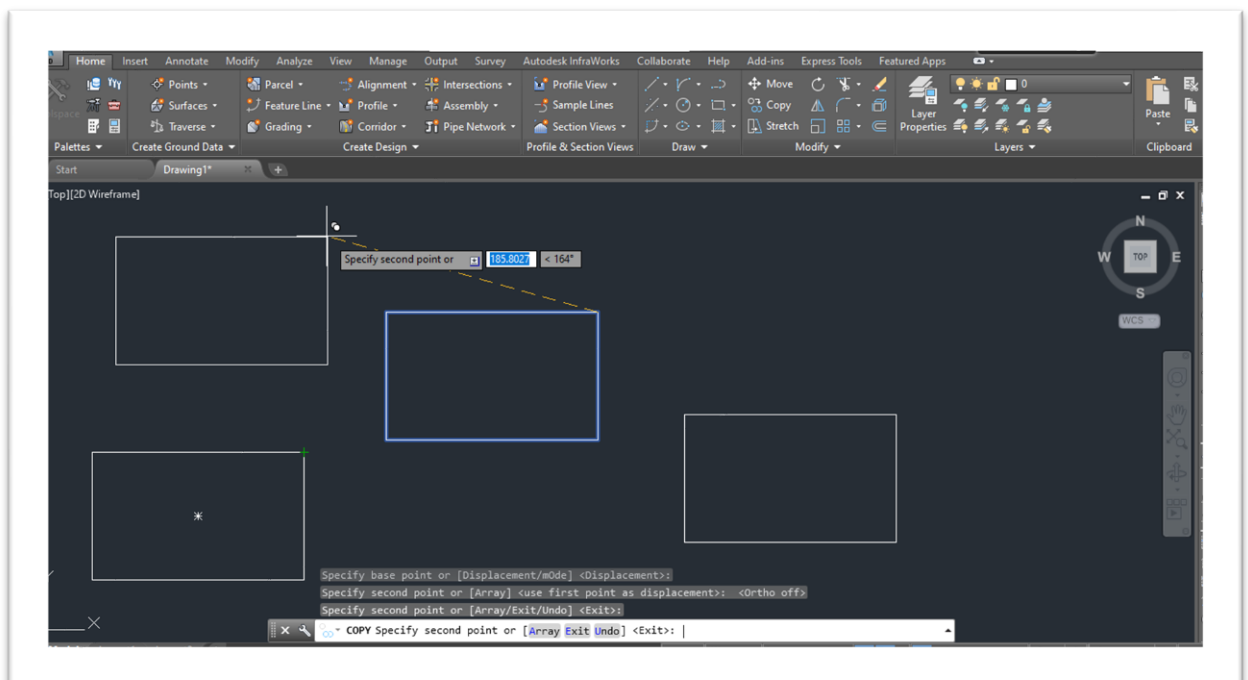 Home Insert Annotate Modify Analyze View Manage Output Survey Autodesk InfraWorks Collaborate Help Add-ins Express Tools Featured Apps
Points Parcel Alignment Intersections Profile View Move 0
Surfaces Feature Line Profile Assembly Sample Lines Copy Layer Paste
Traverse Grading Corridor Pipe Network Section Views Stretch Properties
Palettes Create Ground Data Create Design Profile & Section Views Draw Modify Layers Clipboard
Start Drawing1* +
Top][2D Wireframe]
N
W TOP E
S
WCS
Specify second point or 185.8027 < 164°
Specify base point or [Displacement/mOde] <Displacement>:
Specify second point or [Array] <use first point as displacement>: <Ortho off>
Specify second point or [Array/Exit/Undo] <Exit>:
COPY Specify second point or [Array Exit Undo] <Exit>: